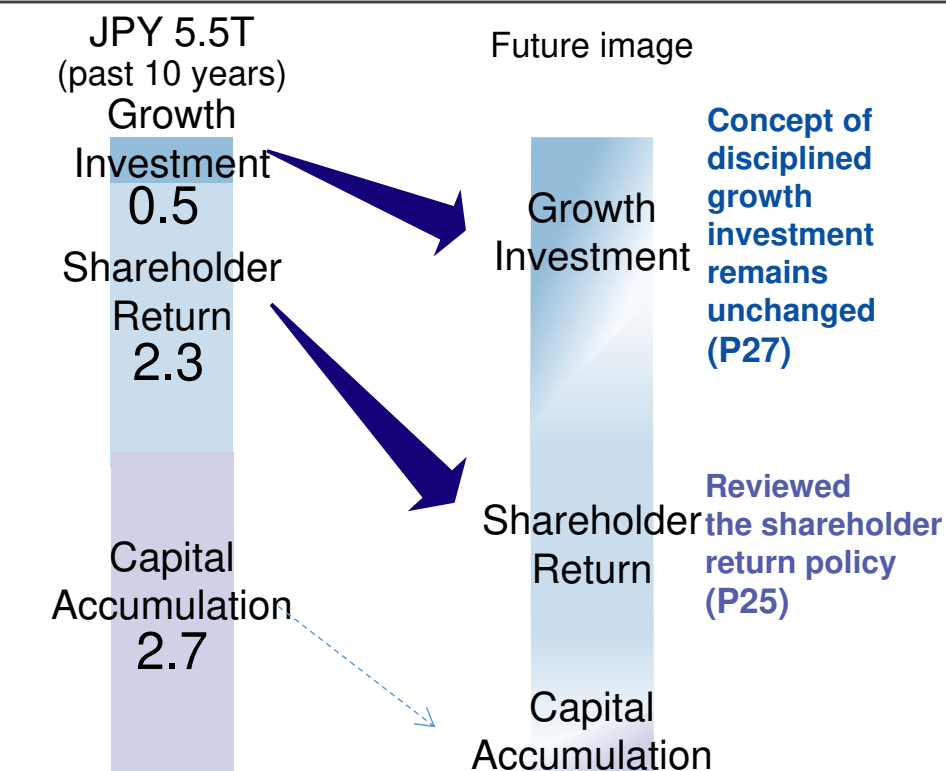 JPY 5.5T
(past 10 years)
Growth
Investment
0.5
Shareholder
Return
2.3
Capital
Accumulation
2.7
Future image
Growth
Investment
Concept of
disciplined
growth
investment
remains
unchanged
(P27)
Shareholder
Return
Reviewed
the shareholder
return policy
(P25)
Capital
Accumulation